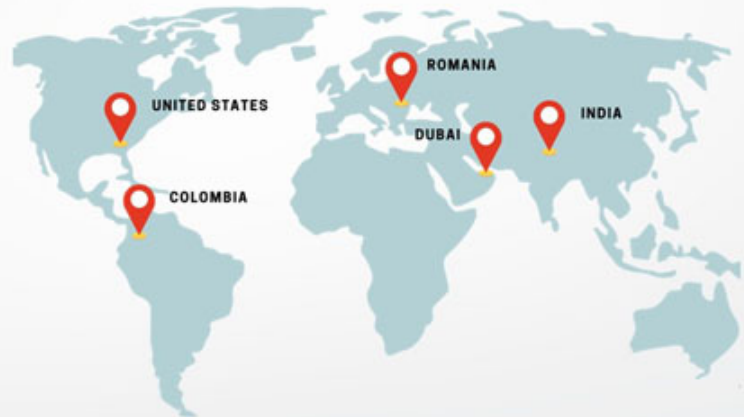 ROMANIA
UNITED STATES
INDIA
DUBAI
COLOMBIA